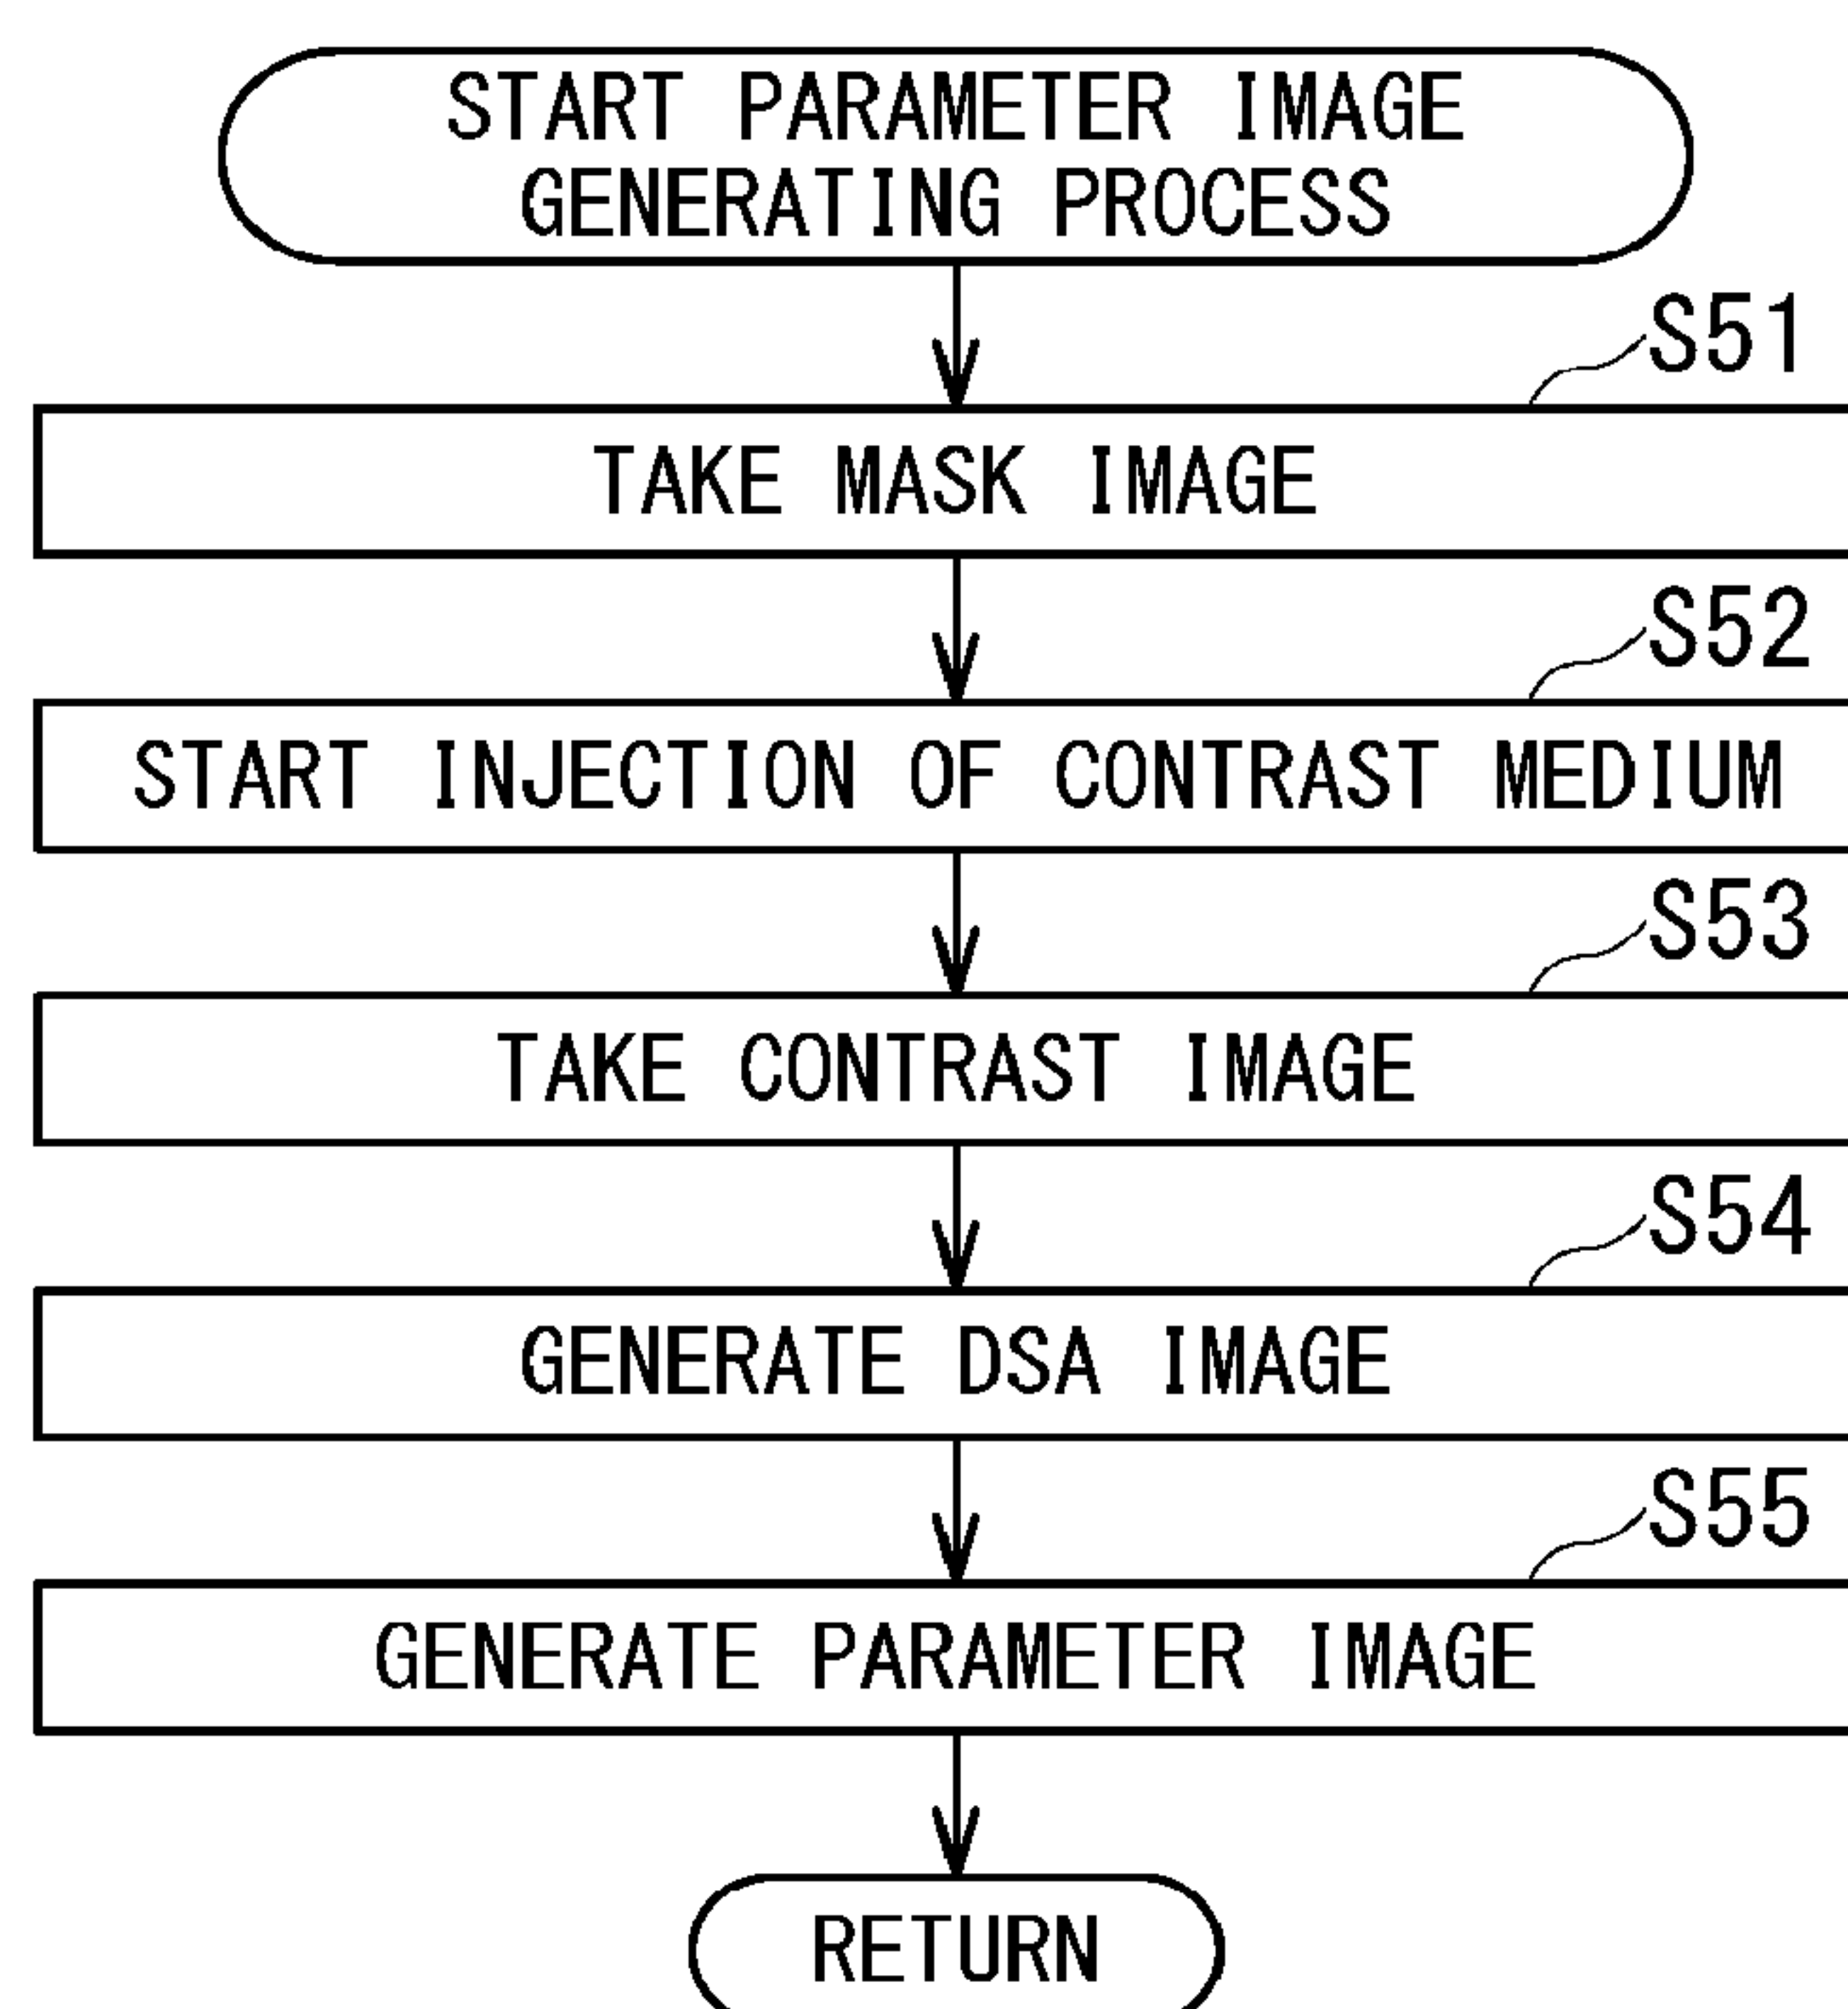 START PARAMETER IMAGE
GENERATING PROCESS
S51
TAKE MASK IMAGE
S52
START INJECTION OF CONTRAST MEDIUM
S53
TAKE CONTRAST IMAGE
S54
GENERATE DSA IMAGE
S55
GENERATE PARAMETER IMAGE
RETURN